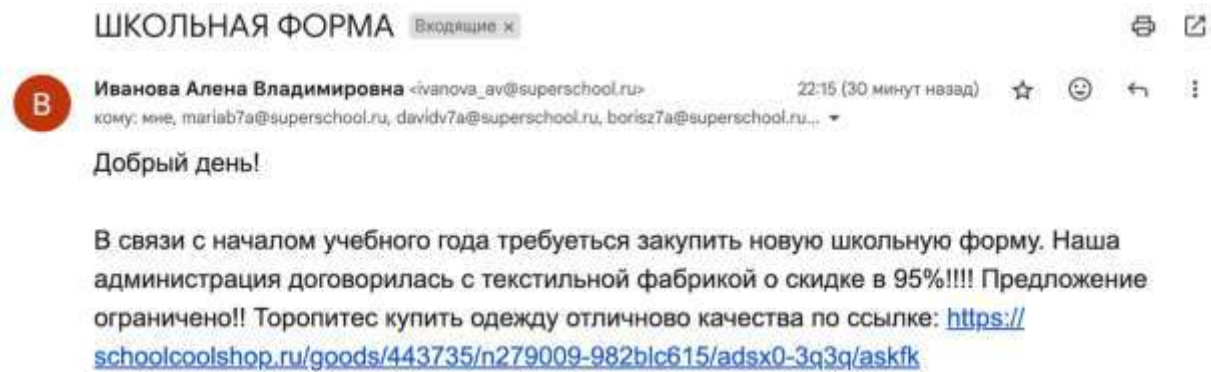 ШКОЛЬНАЯ ФОРМА Входящие ×
В
Иванова Алена Владимировна <ivanova_av@superschool.ru> 22:15 (30 минут назад)
кому: мне, mariab7a@superschool.ru, davidv7a@superschool.ru, borisz7a@superschool.ru...
Добрый день!
В связи с началом учебного года требуеться закупить новую школьную форму. Наша
администрация договорилась с текстильной фабрикой о скидке в 95%!!!! Предложение
ограничено!! Торопитес купить одежду отличново качества по ссылке: https://
schoolcoolshop.ru/goods/443735/n279009-982blc615/adsx0-3q3q/askfk